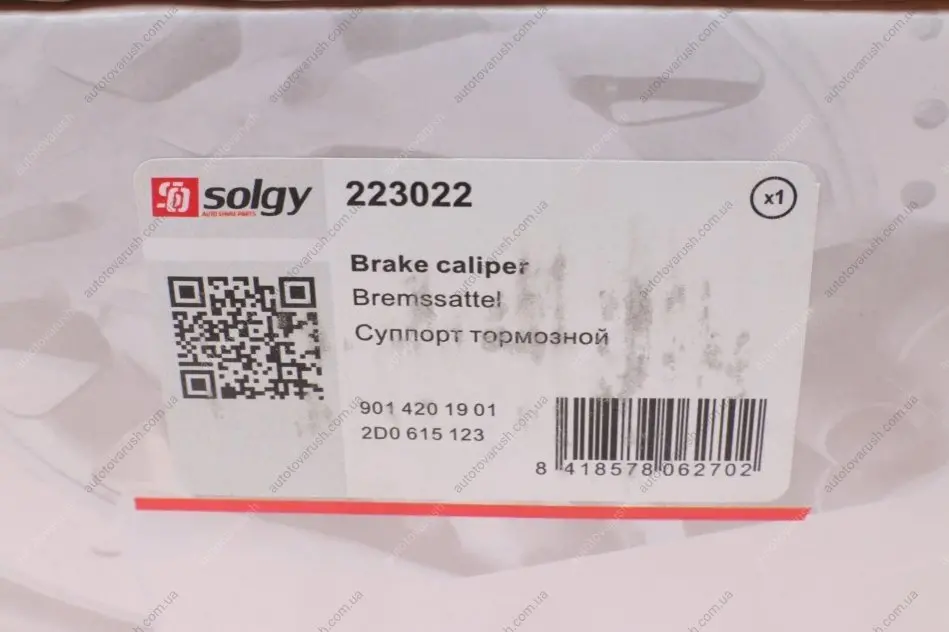 solgy
AUTO SPARE PARTS
223022
x1
Brake caliper
Bremssattel
Суппорт тормозной
901 420 19 01
2D0 615 123
8 418578 062702
autotovarush.com.ua